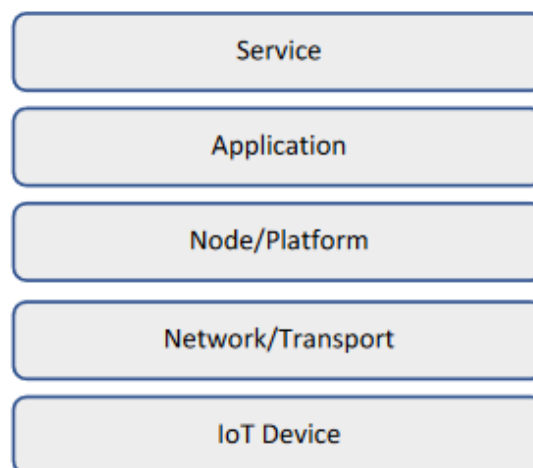 Service
Application
Node/Platform
Network/Transport
IoT Device